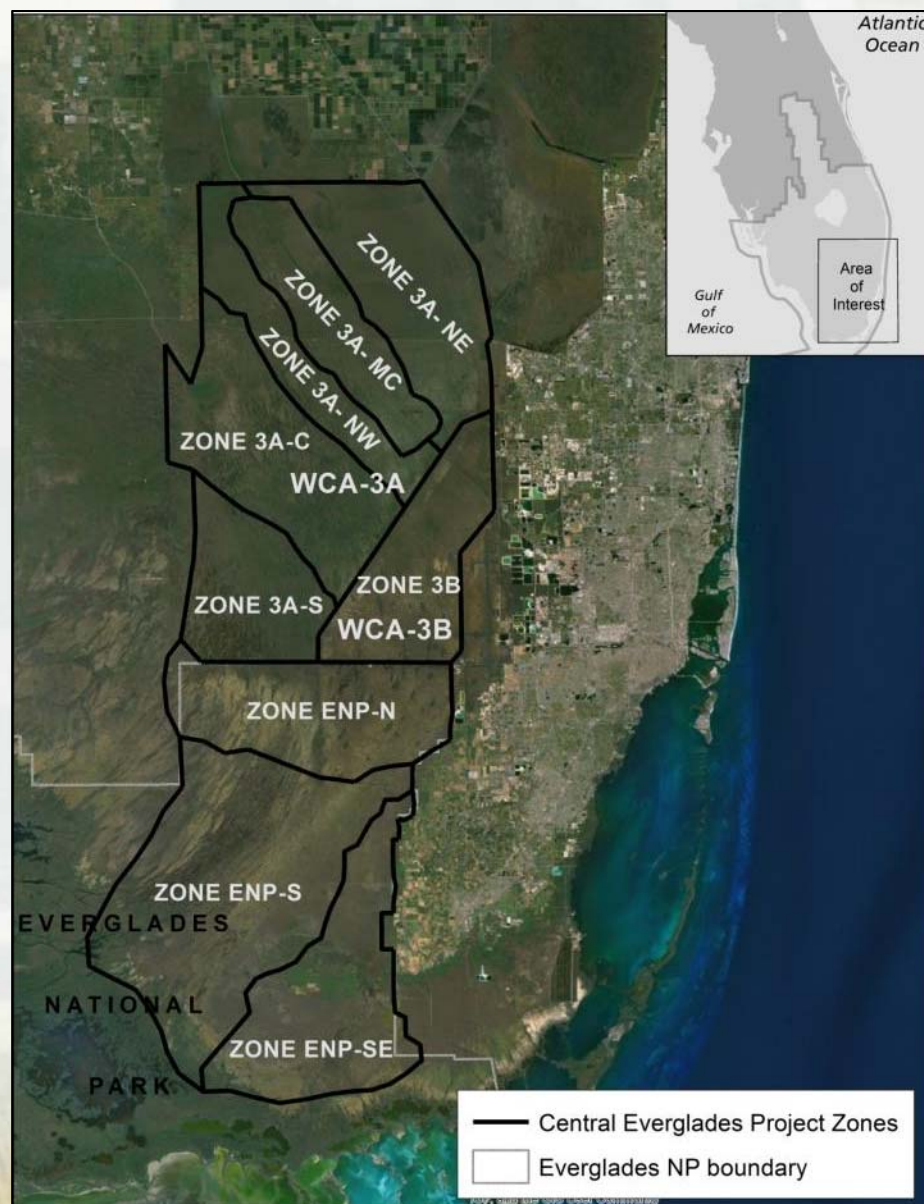 Atlantic
Ocean
Area
of
Interest
Gulf
of
Mexico
ZONE 3A- NE
ZONE 3A- MC
ZONE 3A- NW
ZONE 3A-C
WCA-3A
ZONE 3A-S
ZONE 3B
WCA-3B
ZONE ENP-N
ZONE ENP-S
EVERGLADES
NATIONAL
ZONE ENP-SE
PARK
Central Everglades Project Zones
Everglades NP boundary